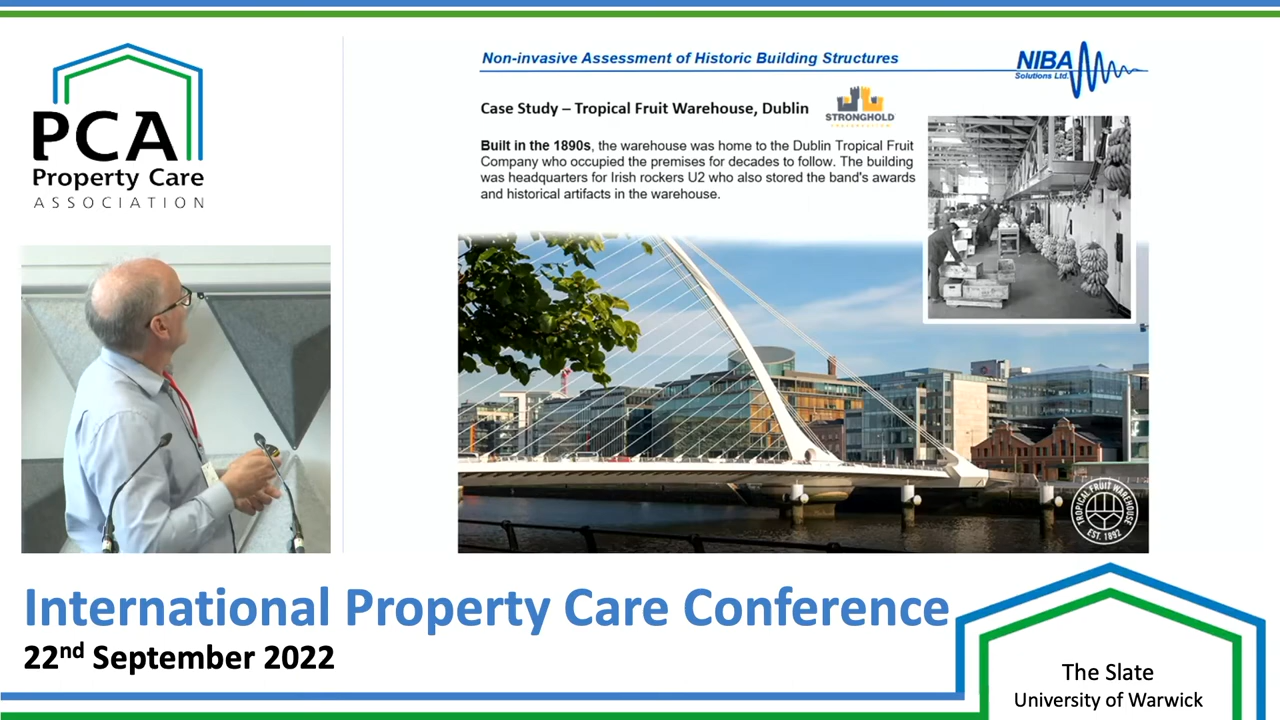 PCA
Property Care
ASSOCIATION
Non-invasive Assessment of Historic Building Structures
NIBA
Solutions Ltd.
Case Study – Tropical Fruit Warehouse, Dublin
STRONGHOLD
Built in the 1890s, the warehouse was home to the Dublin Tropical Fruit
Company who occupied the premises for decades to follow. The building
was headquarters for Irish rockers U2 who also stored the band's awards
and historical artifacts in the warehouse.
TROPICAL FRUIT WAREHOUSE
EST. 1892
International Property Care Conference
22nd September 2022
The Slate
University of Warwick